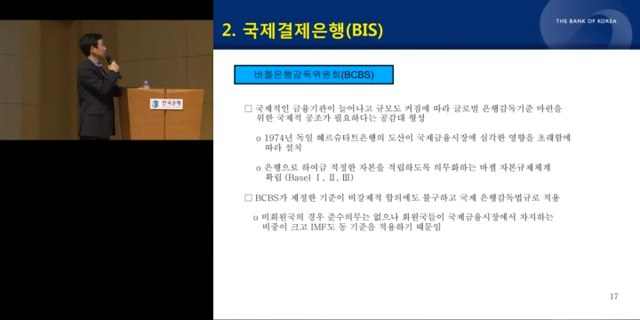 THE BANK OF KOREA
2. 국제결제은행(BIS)
바젤은행감독위원회(BCBS)
□ 국제적인 금융기관이 늘어나고 규모도 커짐에 따라 글로벌 은행감독기준 마련을
위한 국제적 공조가 필요하다는 공감대 형성
o 1974년 독일 헤르슈타트은행의 도산이 국제금융시장에 심각한 영향을 초래함에
따라 설치
o 은행으로 하여금 적정한 자본을 적립하도록 의무화하는 바젤 자본규제체계
확립 (Basel Ⅰ, Ⅱ, Ⅲ)
□ BCBS가 제정한 기준이 비강제적 합의에도 불구하고 국제 은행감독법규로 적용
o 비회원국의 경우 준수의무는 없으나 회원국들이 국제금융시장에서 차지하는
비중이 크고 IMF도 동 기준을 적용하기 때문임
한국은행
17